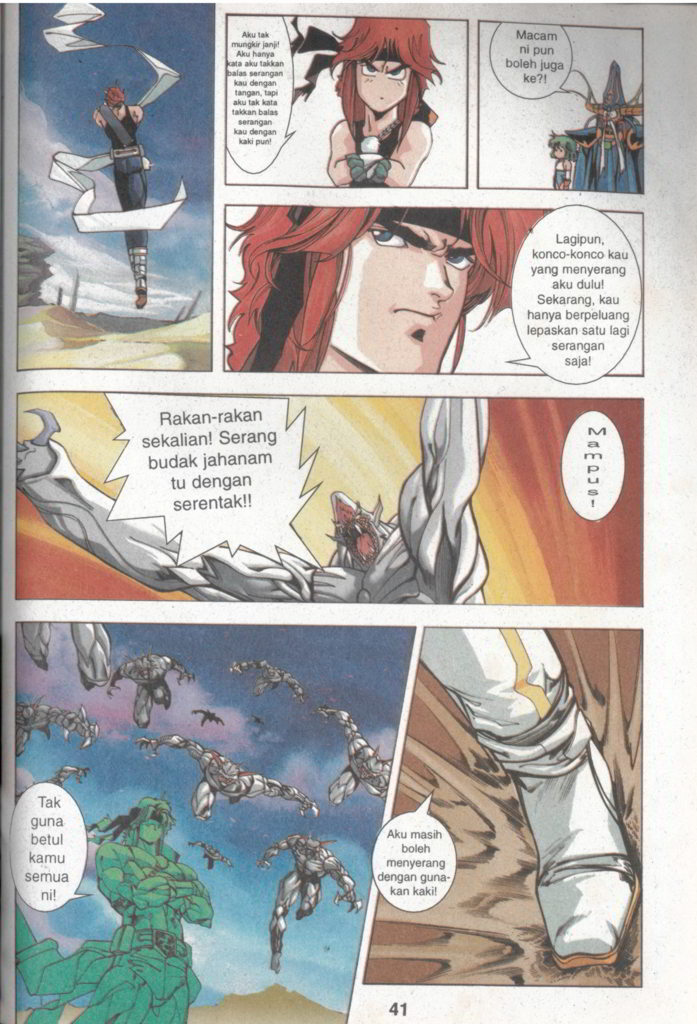 Aku tak
mungkir janji!
Aku hanya
kata aku takkan
balas serangan
kau dengan
tangan, tapi
aku tak kata
takkan balas
serangan
kau dengan
kaki pun!
Macam
ni pun
boleh juga
ke?!
Lagipun,
konco-konco kau
yang menyerang
aku dulu!
Sekarang, kau
hanya berpeluang
lepaskan satu lagi
serangan
saja!
Rakan-rakan
sekalian! Serang
budak jahanam
tu dengan
serentak!!
Mampus!
Tak
guna
betul
kamu
semua
ni!
Aku masih
boleh
menyerang
dengan guna-
kan kaki!
41